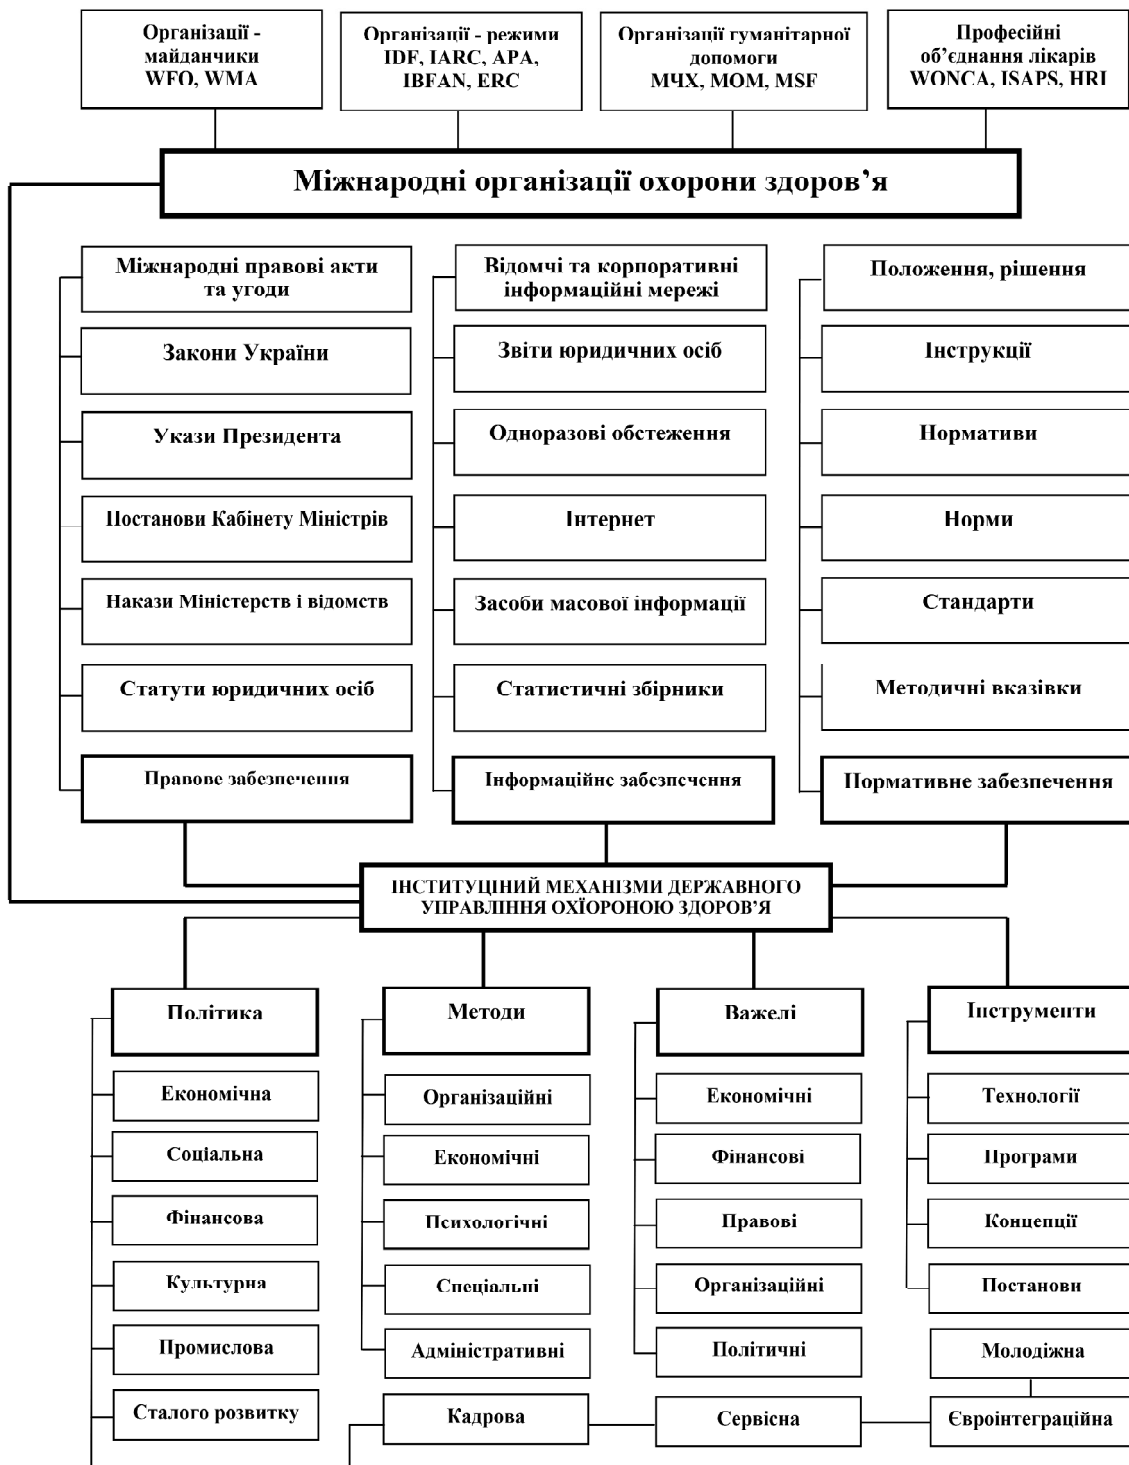 Організації -
майданчики
WFO, WMA
Організації - режими
IDF, IARC, APA,
IBFAN, ERC
Організації гуманітарної
допомоги
МЧХ, МОМ, MSF
Професійні
об’єднання лікарів
WONCA, ISAPS, HRI
Міжнародні організації охорони здоров’я
Міжнародні правові акти
та угоди
Закони України
Укази Президента
Постанови Кабінету Міністрів
Накази Міністерств і відомств
Статути юридичних осіб
Правове забезпечення
Відомчі та корпоративні
інформаційні мережі
Звіти юридичних осіб
Одноразові обстеження
Інтернет
Засоби масової інформації
Статистичні збірники
Інформаційне забезпечення
Положення, рішення
Інструкції
Нормативи
Норми
Стандарти
Методичні вказівки
Нормативне забезпечення
ІНСТИТУЦІНИЙ МЕХАНІЗМИ ДЕРЖАВНОГО
УПРАВЛІННЯ ОХЇОРОНОЮ ЗДОРОВ’Я
Політика
Економічна
Соціальна
Фінансова
Культурна
Промислова
Сталого розвитку
Методи
Організаційні
Економічні
Психологічні
Спеціальні
Адміністративні
Важелі
Економічні
Фінансові
Правові
Організаційні
Політичні
Інструменти
Технології
Програми
Концепції
Постанови
Молодіжна
Кадрова
Сервісна
Євроінтеграційна